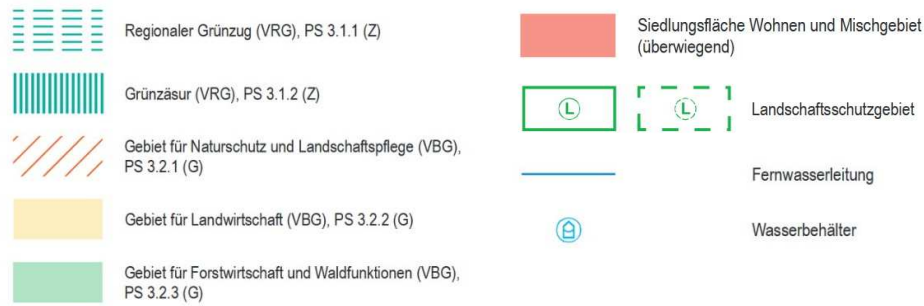 Regionaler Grünzug (VRG), PS 3.1.1 (Z)
Grünzäsur (VRG), PS 3.1.2 (Z)
Gebiet für Naturschutz und Landschaftspflege (VBG),
PS 3.2.1 (G)
Gebiet für Landwirtschaft (VBG), PS 3.2.2 (G)
Gebiet für Forstwirtschaft und Waldfunktionen (VBG),
PS 3.2.3 (G)
Siedlungsfläche Wohnen und Mischgebiet
(überwiegend)
L L Landschaftsschutzgebiet
Fernwasserleitung
Wasserbehälter